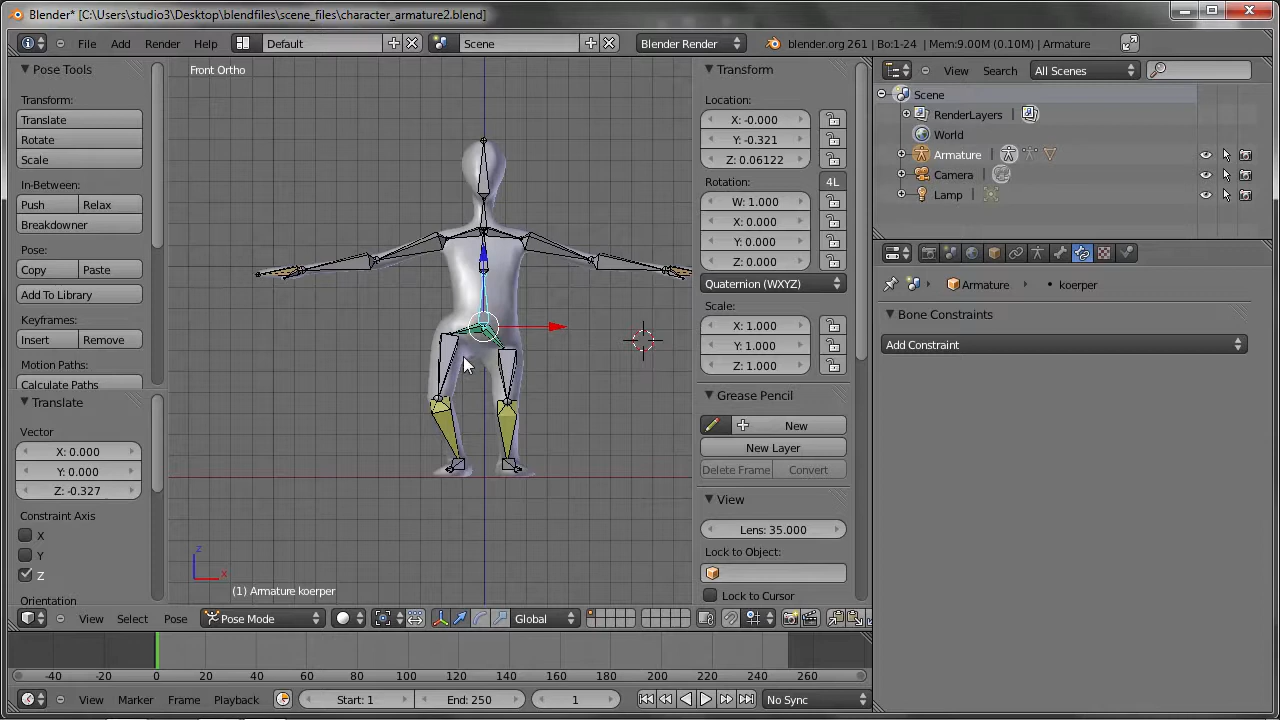 Blender* [C:\Users\studio3\Desktop\blendfiles\scene_files\character_armature2.blend]
File Add Render Help Default Scene Blender Render blender.org 261 | Bo:1-24 | Mem:9.00M (0.10M) | Armature
Pose Tools
Transform:
Translate
Rotate
Scale
In-Between:
Push Relax
Breakdowner
Pose:
Copy Paste
Add To Library
Keyframes:
Insert Remove
Motion Paths:
Calculate Paths
Translate
Vector
X: 0.000
Y: 0.000
Z: -0.327
Constraint Axis
X
Y
Z
Orientation
Front Ortho
z
x
(1) Armature koerper
Transform
Location:
X: -0.000
Y: -0.321
Z: 0.06122
Rotation:
4L
W: 1.000
X: 0.000
Y: 0.000
Z: 0.000
Quaternion (WXYZ)
Scale:
X: 1.000
Y: 1.000
Z: 1.000
Grease Pencil
New
New Layer
Delete Frame Convert
View
Lens: 35.000
Lock to Object:
Lock to Cursor
View Search All Scenes
Scene
RenderLayers
World
Armature
Camera
Lamp
Armature koerper
Bone Constraints
Add Constraint
View Select Pose Pose Mode Global
-40 -20 0 20 40 60 80 100 120 140 160 180 200 220 240 260
View Marker Frame Playback Start: 1 End: 250 1 No Sync